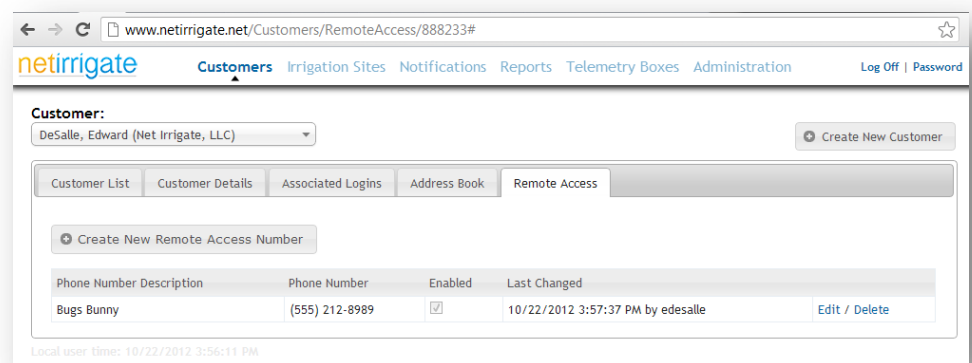 www.netirrigate.net/Customers/RemoteAccess/888233#
netirrigate Customers Irrigation Sites Notifications Reports Telemetry Boxes Administration Log Off | Password
Customer:
DeSalle, Edward (Net Irrigate, LLC)
Create New Customer
Customer List Customer Details Associated Logins Address Book Remote Access
Create New Remote Access Number
Phone Number Description Phone Number Enabled Last Changed
Bugs Bunny (555) 212-8989 10/22/2012 3:57:37 PM by edesalle Edit / Delete
Local user time: 10/22/2012 3:56:11 PM